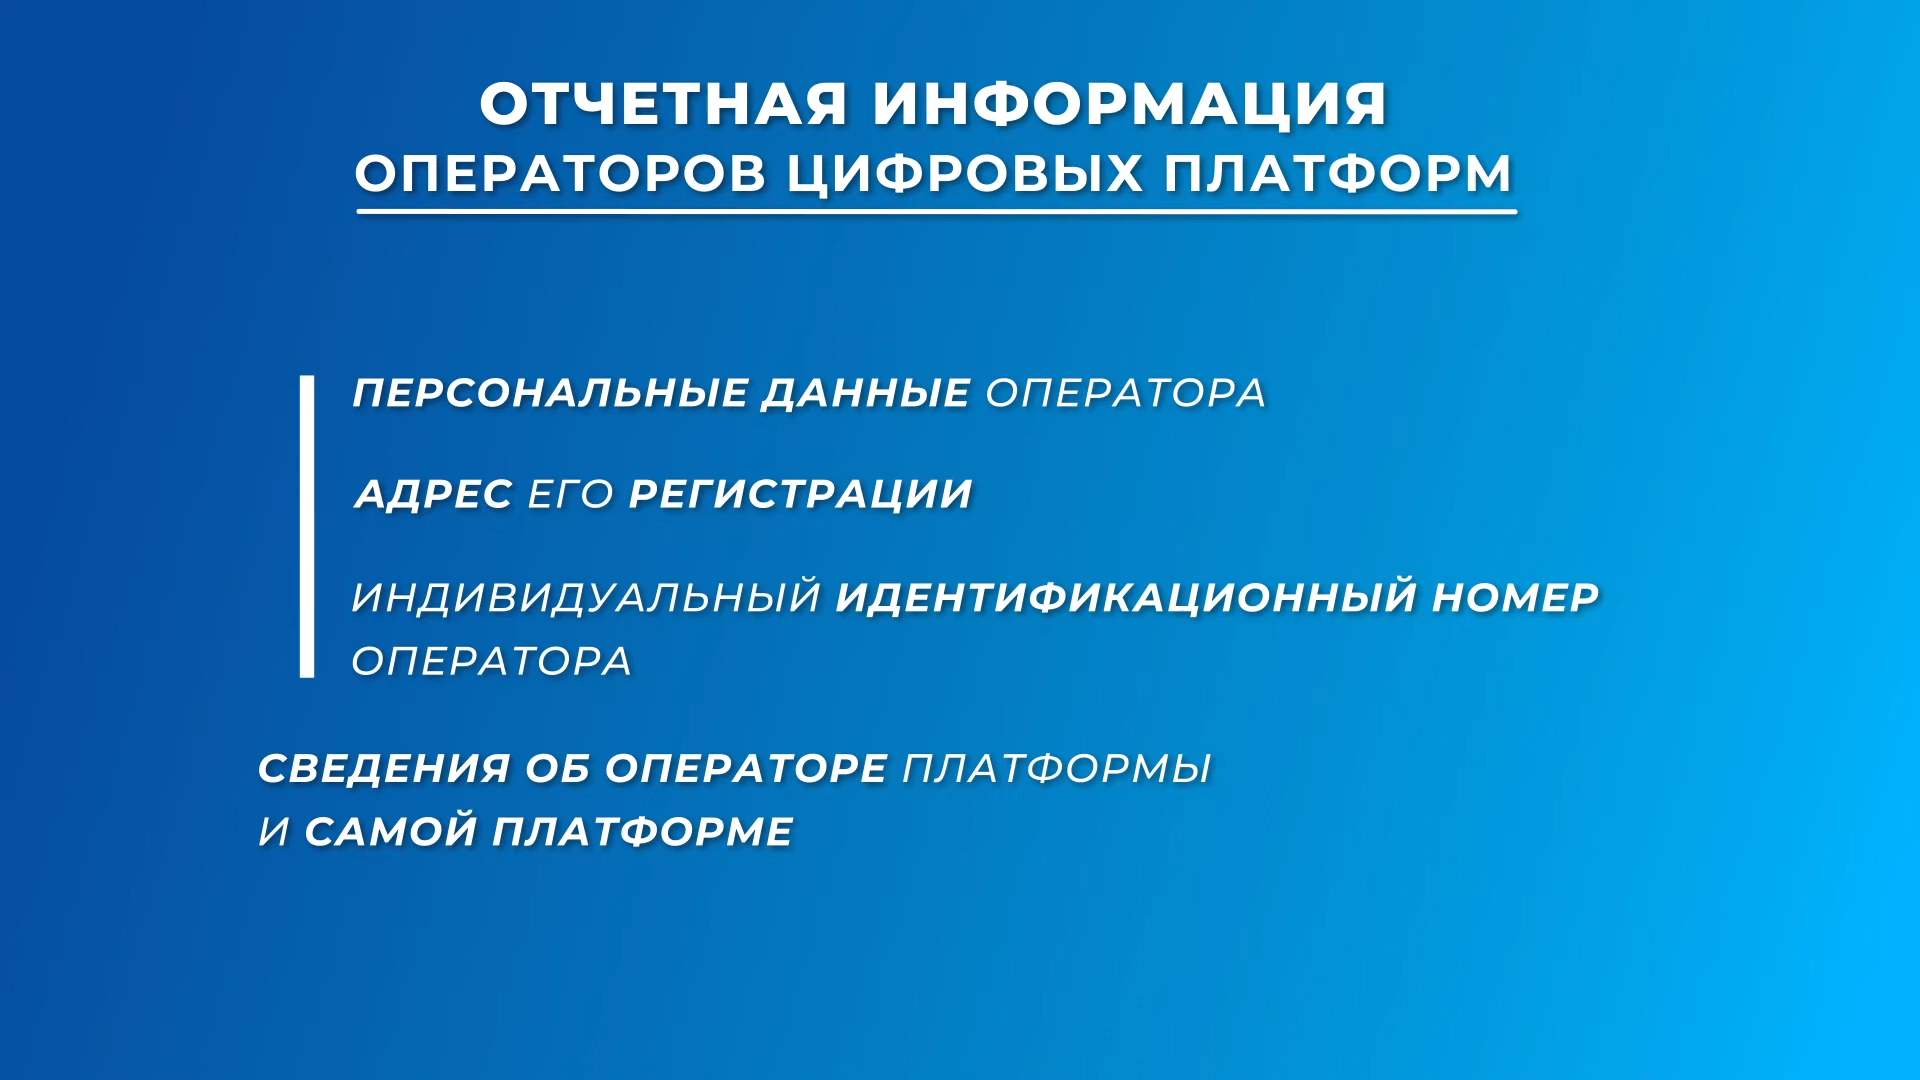 ОТЧЕТНАЯ ИНФОРМАЦИЯ
ОПЕРАТОРОВ ЦИФРОВЫХ ПЛАТФОРМ
ПЕРСОНАЛЬНЫЕ ДАННЫЕ ОПЕРАТОРА
АДРЕС ЕГО РЕГИСТРАЦИИ
ИНДИВИДУАЛЬНЫЙ ИДЕНТИФИКАЦИОННЫЙ НОМЕР
ОПЕРАТОРА
СВЕДЕНИЯ ОБ ОПЕРАТОРЕ ПЛАТФОРМЫ
И САМОЙ ПЛАТФОРМЕ